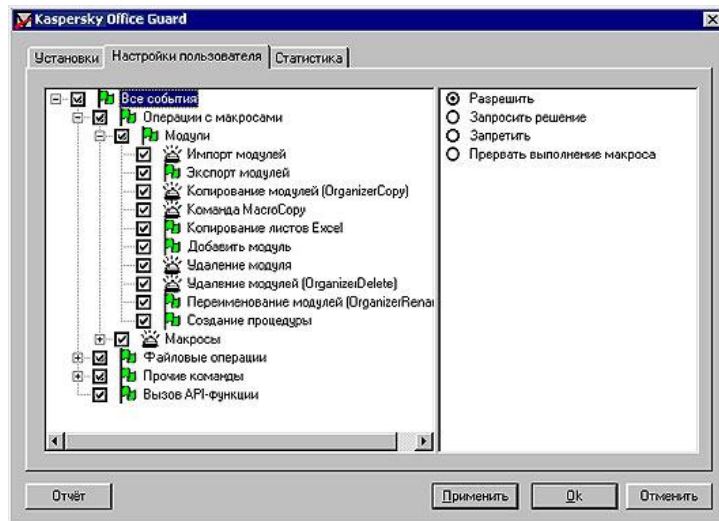 Kaspersky Office Guard
Установки Настройки пользователя Статистика
Все события
Операции с макросами
Модули
Импорт модулей
Экспорт модулей
Копирование модулей (OrganizerCopy)
Команда MacroCopy
Копирование листов Excel
Добавить модуль
Удаление модуля
Удаление модулей (OrganizerDelete)
Переименование модулей (OrganizerRenar
Создание процедуры
Макросы
Файловые операции
Прочие команды
Вызов API-функции
Разрешить
Запросить решение
Запретить
Прервать выполнение макроса
Отчёт Применить Ok Отменить